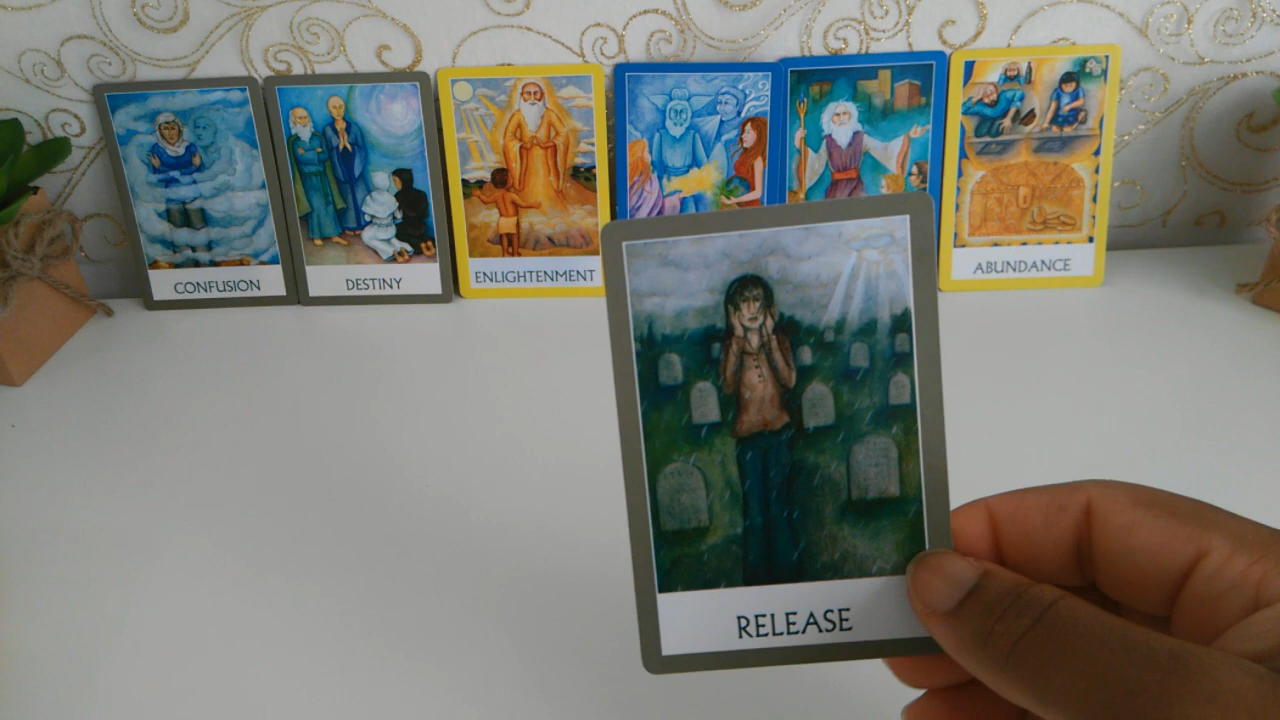 CONFUSION
DESTINY
ENLIGHTENMENT
ABUNDANCE
RELEASE